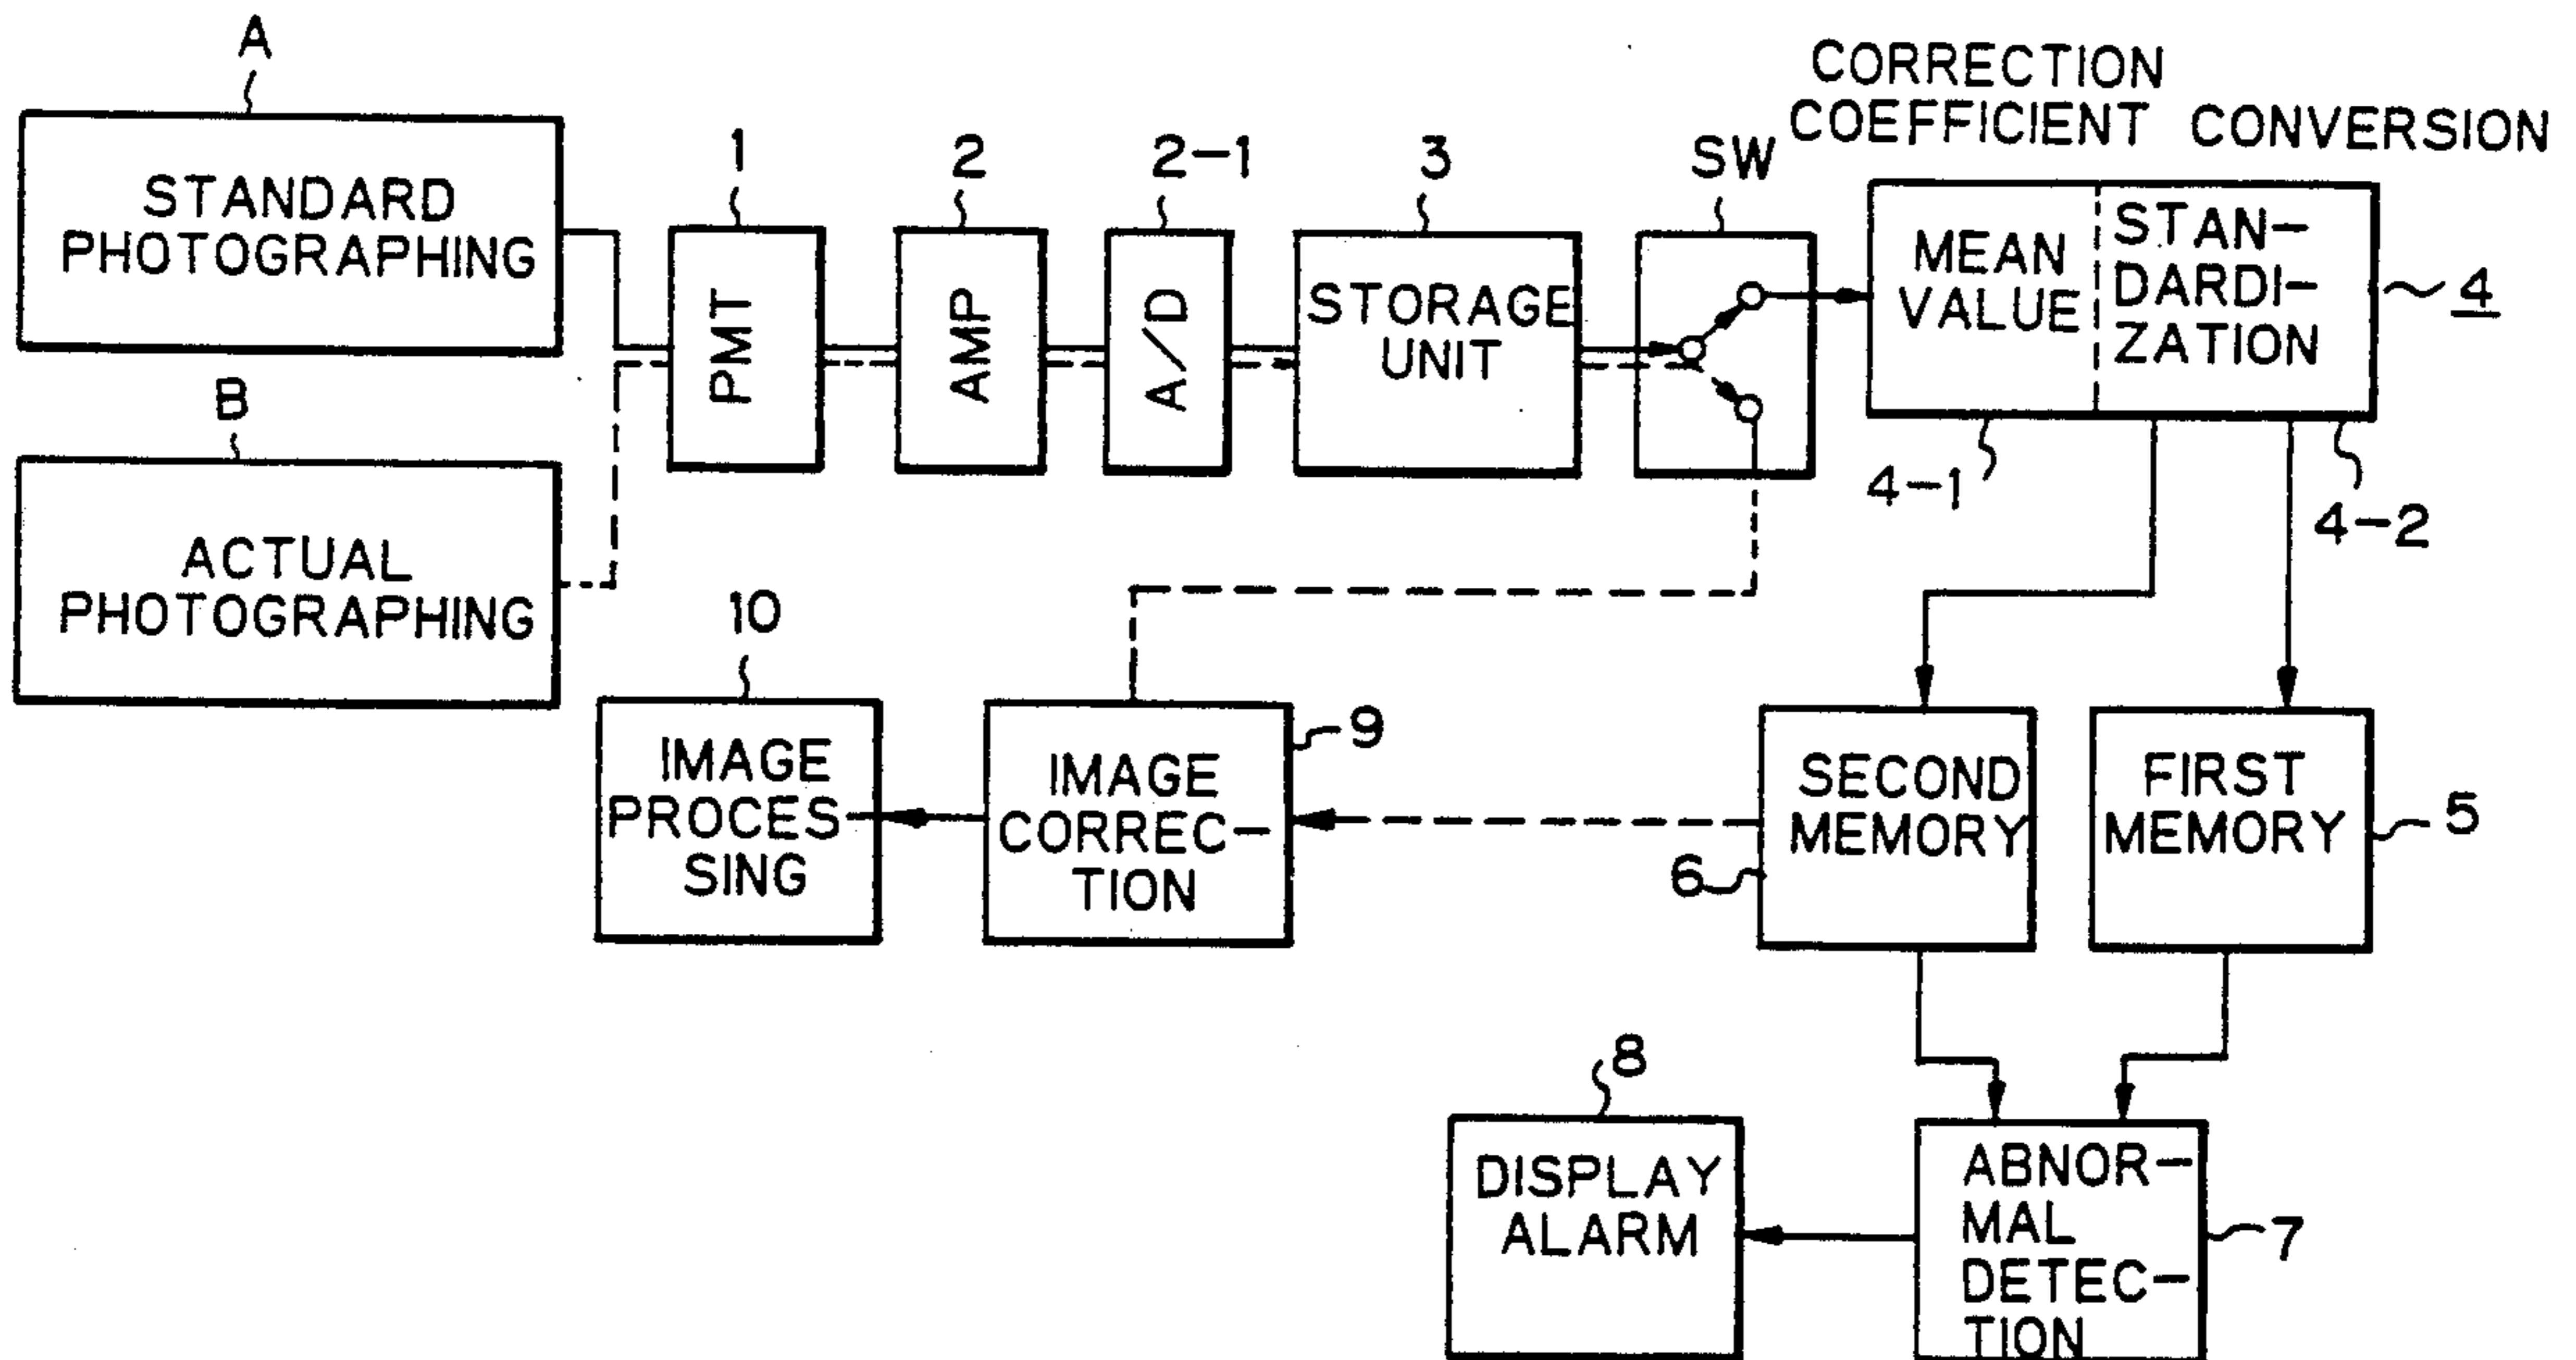 A
STANDARD
PHOTOGRAPHING
B
ACTUAL
PHOTOGRAPHING
1
PMT
2
AMP
2-1
A/D
3
STORAGE
UNIT
SW
CORRECTION
COEFFICIENT CONVERSION
MEAN
VALUE
STAN-
DARDI-
ZATION
4
4-1
4-2
10
IMAGE
PROCES-
SING
9
IMAGE
CORREC-
TION
SECOND
MEMORY
6
FIRST
MEMORY
5
8
DISPLAY
ALARM
ABNOR-
MAL
DETEC-
TION
7